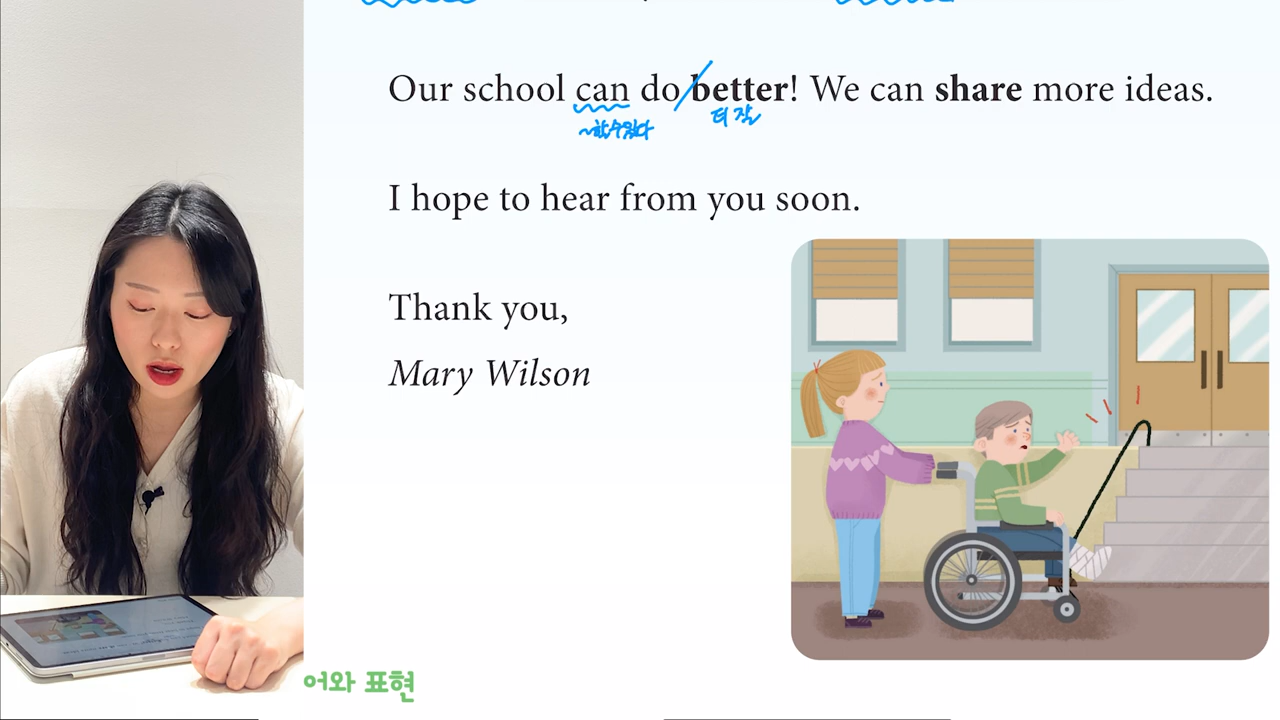 Our school can do better! We can share more ideas.
~할 수 있다 더 잘
I hope to hear from you soon.
Thank you,
Mary Wilson
어와 표현